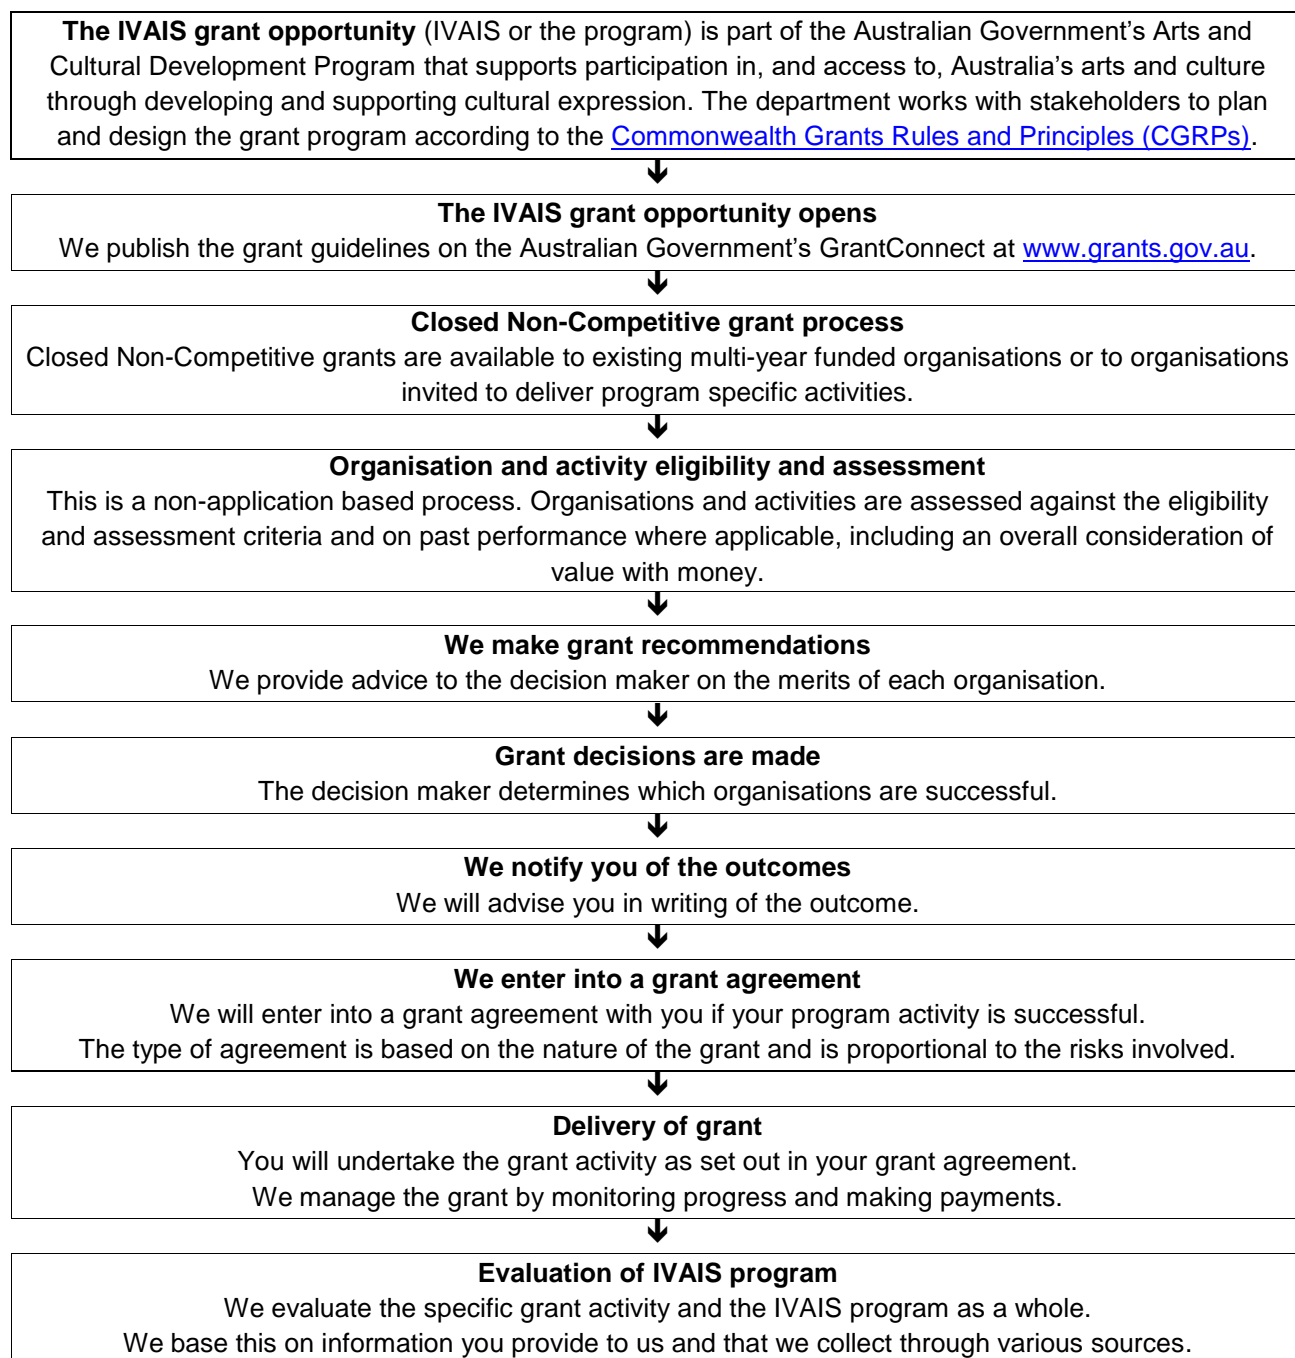 The IVAIS grant opportunity (IVAIS or the program) is part of the Australian Government’s Arts and
Cultural Development Program that supports participation in, and access to, Australia’s arts and culture
through developing and supporting cultural expression. The department works with stakeholders to plan
and design the grant program according to the Commonwealth Grants Rules and Principles (CGRPs).
The IVAIS grant opportunity opens
We publish the grant guidelines on the Australian Government’s GrantConnect at www.grants.gov.au.
Closed Non-Competitive grant process
Closed Non-Competitive grants are available to existing multi-year funded organisations or to organisations
invited to deliver program specific activities.
Organisation and activity eligibility and assessment
This is a non-application based process. Organisations and activities are assessed against the eligibility
and assessment criteria and on past performance where applicable, including an overall consideration of
value with money.
We make grant recommendations
We provide advice to the decision maker on the merits of each organisation.
Grant decisions are made
The decision maker determines which organisations are successful.
We notify you of the outcomes
We will advise you in writing of the outcome.
We enter into a grant agreement
We will enter into a grant agreement with you if your program activity is successful.
The type of agreement is based on the nature of the grant and is proportional to the risks involved.
Delivery of grant
You will undertake the grant activity as set out in your grant agreement.
We manage the grant by monitoring progress and making payments.
Evaluation of IVAIS program
We evaluate the specific grant activity and the IVAIS program as a whole.
We base this on information you provide to us and that we collect through various sources.